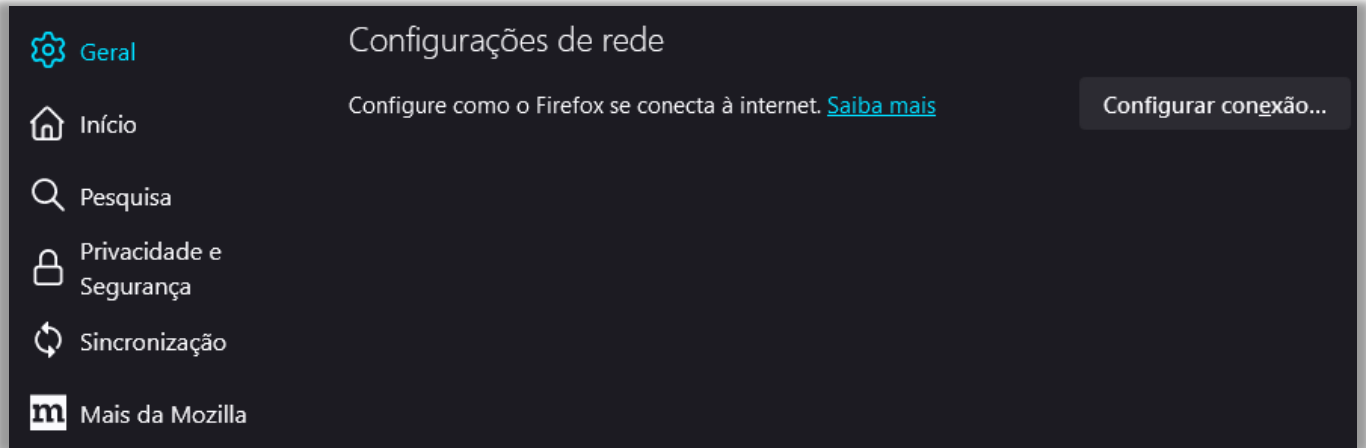 Geral
Início
Pesquisa
Privacidade e
Segurança
Sincronização
m Mais da Mozilla
Configurações de rede
Configure como o Firefox se conecta à internet. Saiba mais
Configurar conexão...